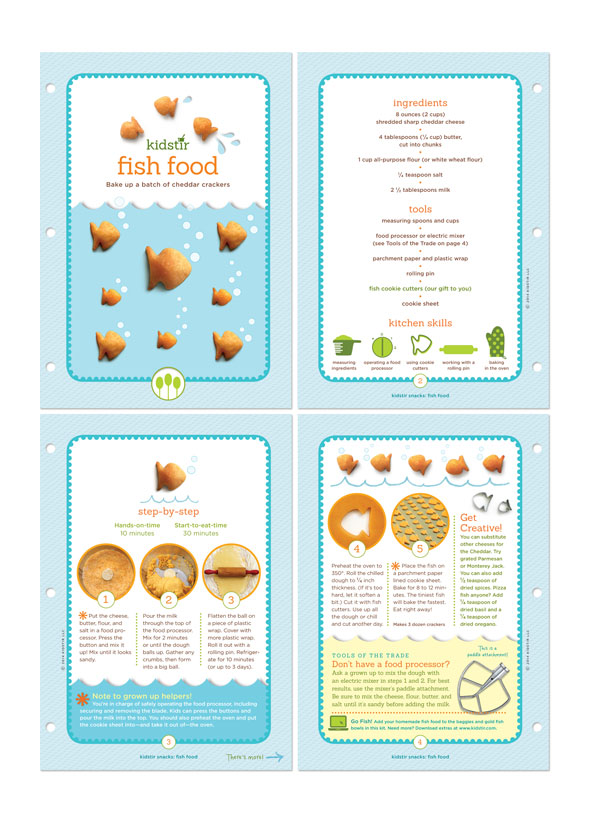 kidstir
fish food
Bake up a batch of cheddar crackers
ingredients
8 ounces (2 cups)
shredded sharp cheddar cheese
+
4 tablespoons (¼ cup) butter,
cut into chunks
+
1 cup all-purpose flour (or white wheat flour)
+
¼ teaspoon salt
+
2 ½ tablespoons milk
tools
measuring spoons and cups
+
food processor or electric mixer
(see Tools of the Trade on page 4)
+
parchment paper and plastic wrap
+
rolling pin
+
fish cookie cutters (our gift to you)
+
cookie sheet
kitchen skills
measuring
ingredients
operating a food
processor
using cookie
cutters
working with a
rolling pin
baking
in the oven
2
kidstir snacks: fish food
step-by-step
Hands-on-time
10 minutes
Start-to-eat-time
30 minutes
1
2
3
Put the cheese,
butter, flour, and
salt in a food pro-
cessor. Press the
button and mix it
up! Mix until it looks
sandy.
Pour the milk
through the top of
the food processor.
Mix for 2 minutes
or until the dough
balls up. Gather any
crumbs, then form
into a big ball.
Flatten the ball on
a piece of plastic
wrap. Cover with
more plastic wrap.
Roll it out with a
rolling pin. Refriger-
ate for 10 minutes
(or up to 3 days).
Note to grown up helpers!
You're in charge of safely operating the food processor, including
securing and removing the blade. Kids can press the buttons and
pour the milk into the top. You should also preheat the oven and put
the cookie sheet into—and take it out of—the oven.
3
kidstir snacks: fish food
There's more!
4
5
Preheat the oven to
350°. Roll the chilled
dough to ⅛ inch
thickness. (If it's too
hard, let it soften a
bit.) Cut it with fish
cutters. Use up all
the dough or chill
and cut another day.
Place the fish on
a parchment paper
lined cookie sheet.
Bake for 8 to 12 min-
utes. The tiniest fish
will bake the fastest.
Eat right away!
Makes 3 dozen crackers
Get
Creative!
You can substitute
other cheeses for
the Cheddar. Try
grated Parmesan
or Monterey Jack.
You can also add
½ teaspoon of
dried spices. Pizza
fish anyone? Add
¼ teaspoon of
dried basil and a
¼ teaspoon of
dried oregano.
TOOLS OF THE TRADE
Don't have a food processor?
Ask a grown up to mix the dough with
an electric mixer in steps 1 and 2. For best
results, use the mixer's paddle attachment.
Be sure to mix the cheese, flour, butter, and
salt until it's sandy before adding the milk.
This is a
paddle attachment!
Go Fish! Add your homemade fish food to the baggies and gold fish
bowls in this kit. Need more? Download extras at www.kidstir.com.
4
kidstir snacks: fish food